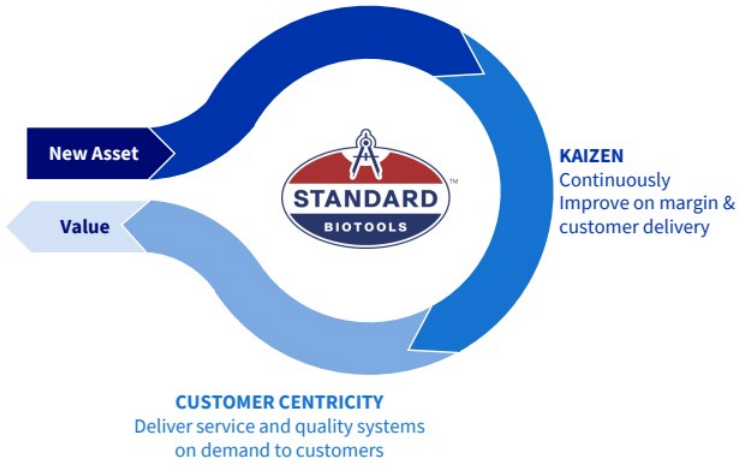 New Asset
Value
STANDARD
BIOTOOLS
™
KAIZEN
Continuously
Improve on margin &
customer delivery
CUSTOMER CENTRICITY
Deliver service and quality systems
on demand to customers